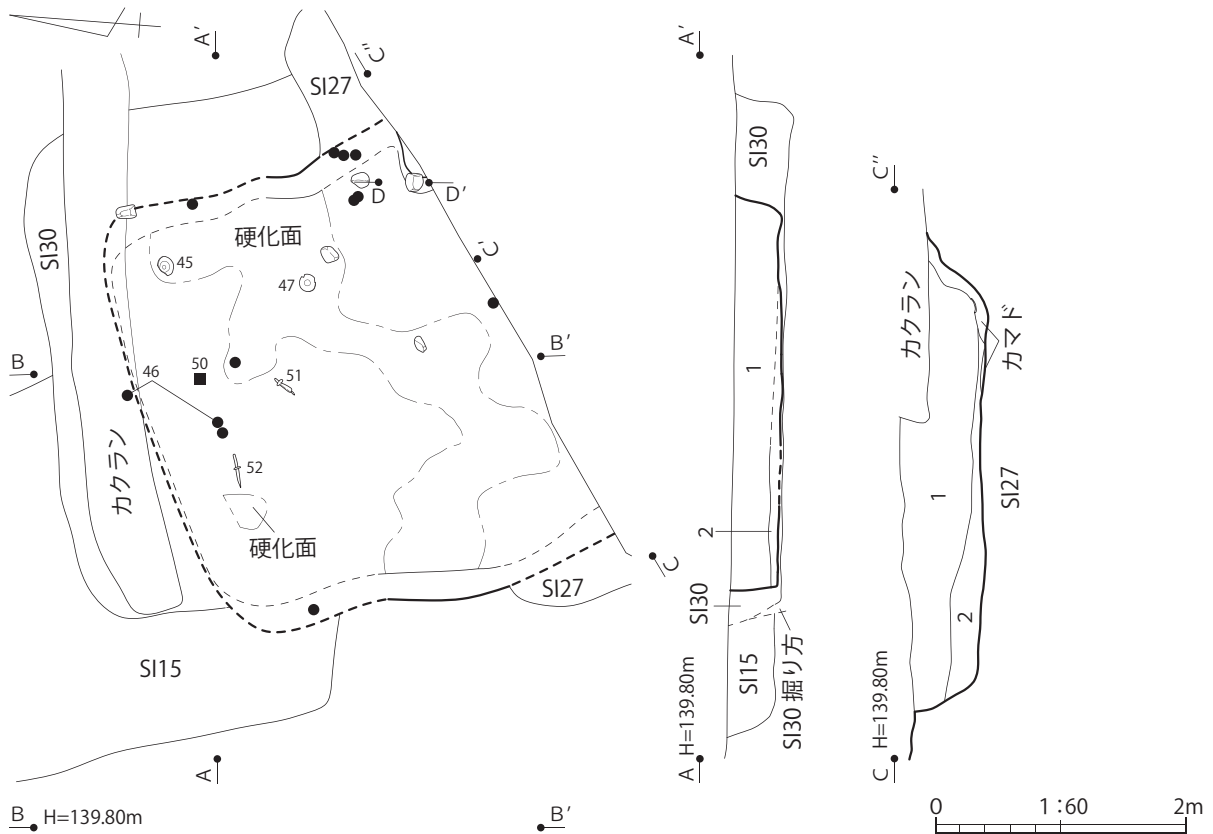 A'
C''
SI27
D
D'
硬化面
C'
45
47
SI30
B
B'
46
50
51
カクラン
52
硬化面
C
SI27
SI15
A
B H=139.80m
B'
A'
SI30
1
2
SI30
SI15
SI30 掘り方
A H=139.80m
C''
カクラン
カマド
1
SI27
2
C H=139.80m
0 1:60 2m